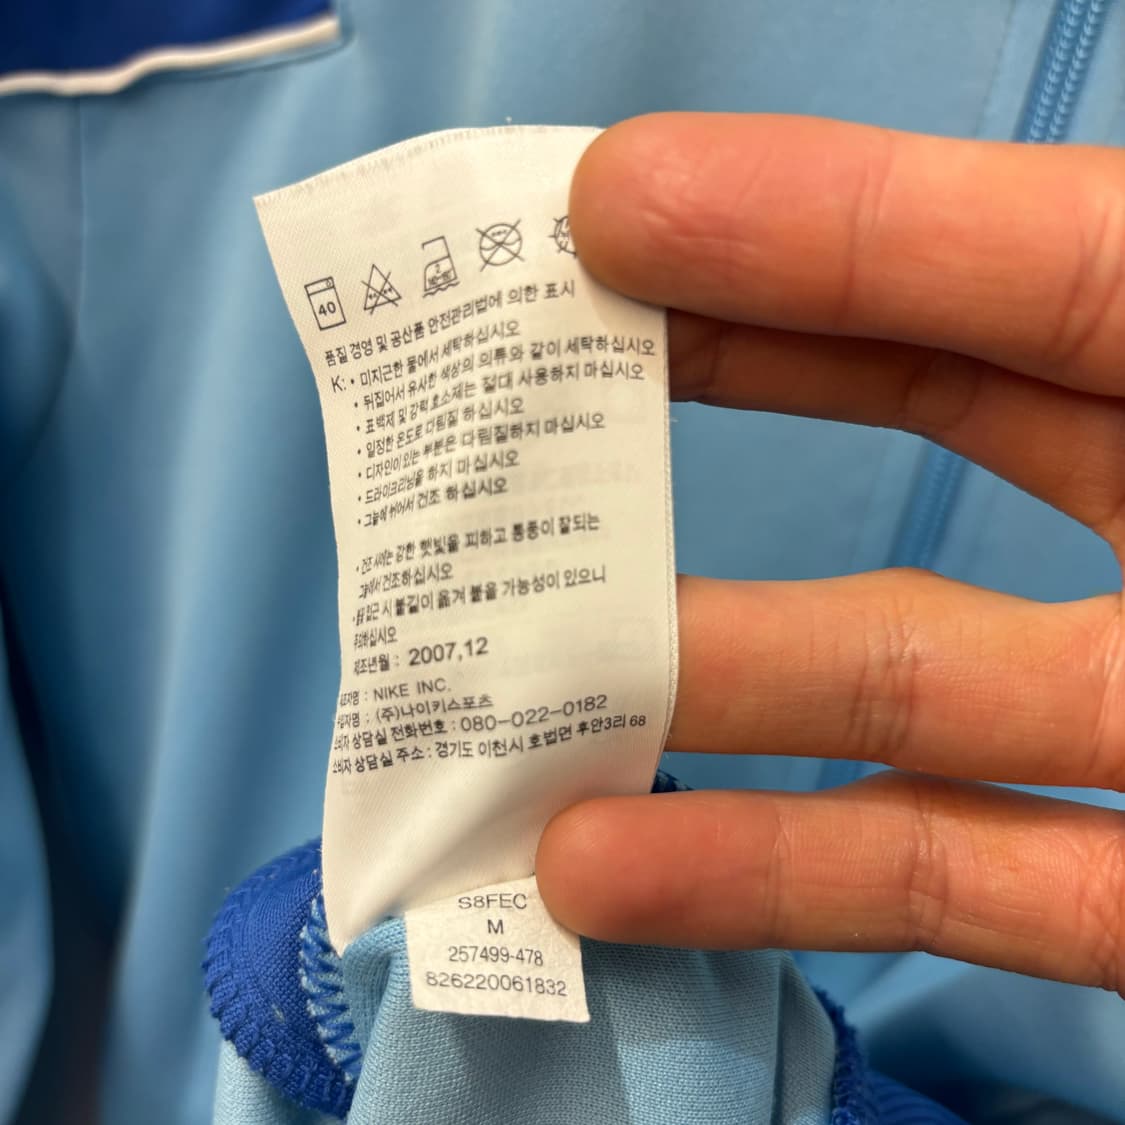 40
품질 경영 및 공산품 안전관리법에 의한 표시
K: • 미지근한 물에서 세탁하십시오
• 뒤집어서 유사한 색상의 의류와 같이 세탁하십시오
• 표백제 및 강력 효소제는 절대 사용하지 마십시오
• 일정한 온도로 다림질 하십시오
• 디자인이 있는 부분은 다림질하지 마십시오
• 드라이크리닝을 하지 마십시오
• 그늘에 뉘어서 건조 하십시오
• 건조 시에는 강한 햇빛을 피하고 통풍이 잘되는
그늘에서 건조하십시오
접근 시 불길이 옮겨 붙을 가능성이 있으니
주의하십시오
제조년월 : 2007,12
: NIKE INC.
: (주)나이키스포츠
소비자 상담실 전화번호 : 080-022-0182
소비자 상담실 주소 : 경기도 이천시 호법면 후안3리 68
S8FEC
M
257499-478
826220061832